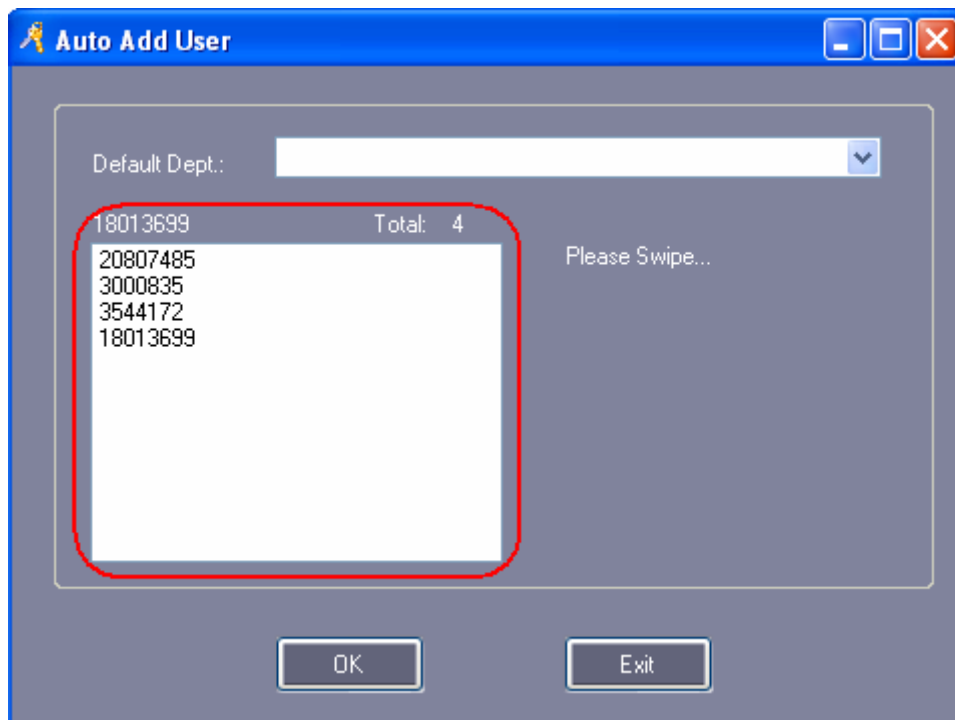 Auto Add User
Default Dept.:
18013699 Total: 4
20807485
3000835
3544172
18013699
Please Swipe...
OK Exit